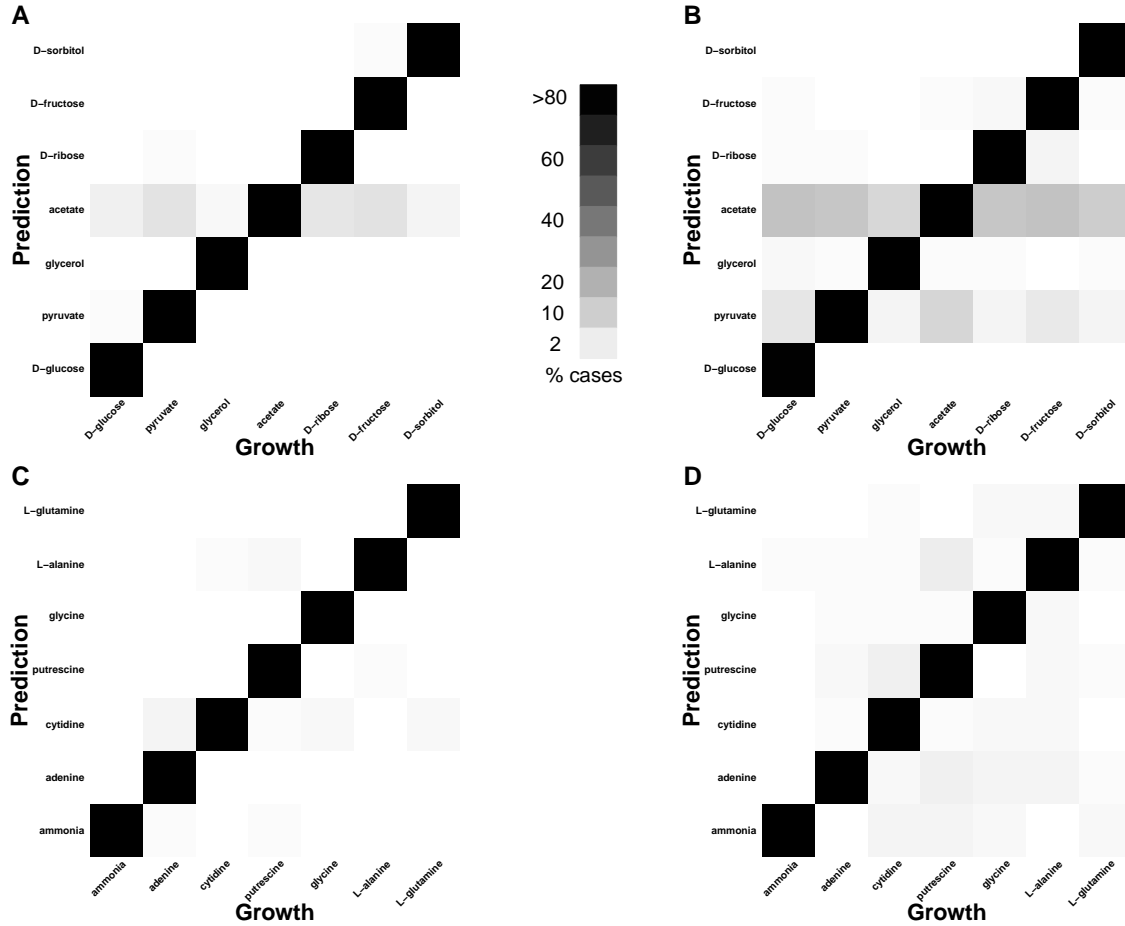 A
D−sorbitol
D−fructose
D−ribose
acetate
glycerol
pyruvate
D−glucose
Prediction
D−glucose
pyruvate
glycerol
acetate
D−ribose
D−fructose
D−sorbitol
Growth
>80
60
40
20
10
2
% cases
B
D−sorbitol
D−fructose
D−ribose
acetate
glycerol
pyruvate
D−glucose
Prediction
D−glucose
pyruvate
glycerol
acetate
D−ribose
D−fructose
D−sorbitol
Growth
C
L−glutamine
L−alanine
glycine
putrescine
cytidine
adenine
ammonia
Prediction
ammonia
adenine
cytidine
putrescine
glycine
L−alanine
L−glutamine
Growth
D
L−glutamine
L−alanine
glycine
putrescine
cytidine
adenine
ammonia
Prediction
ammonia
adenine
cytidine
putrescine
glycine
L−alanine
L−glutamine
Growth